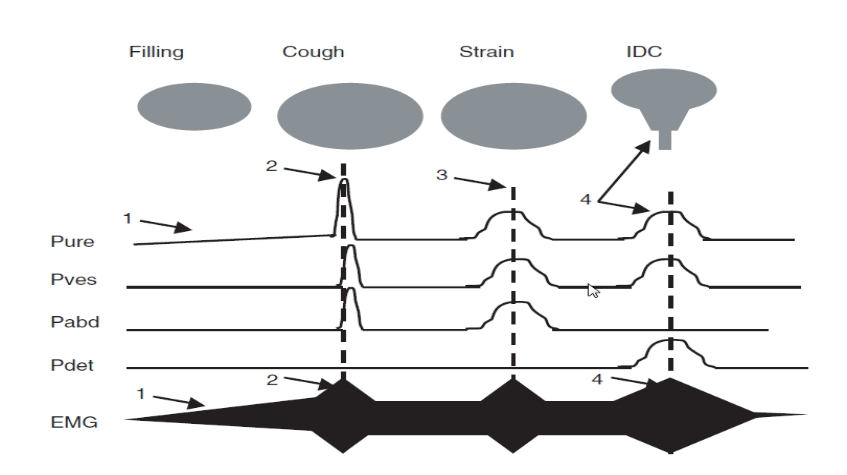 Filling Cough Strain IDC
2
3
4
1
Pure
Pves
Pabd
Pdet
2 4
1
EMG